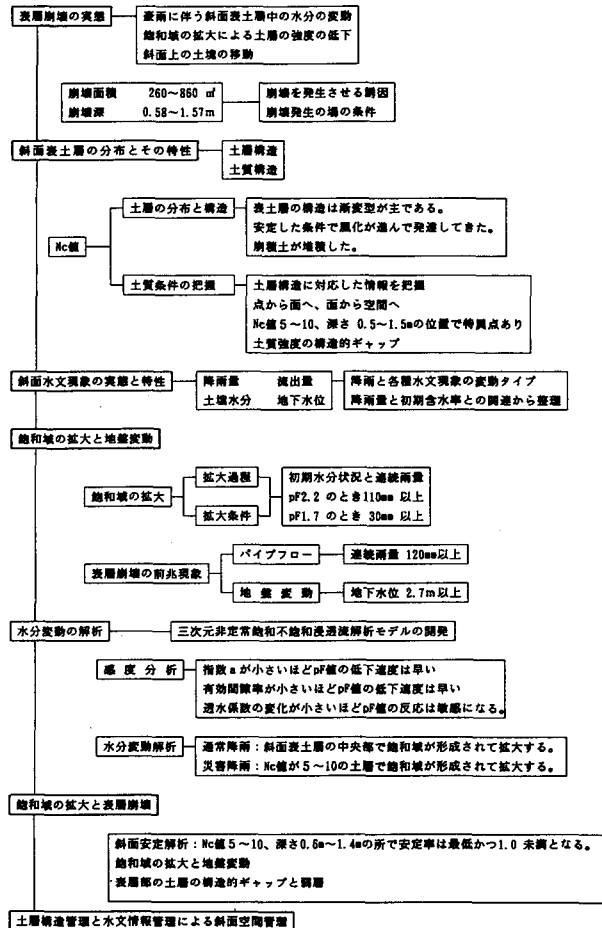 表層崩壊の実態
豪雨に伴う斜面表土層中の水分の変動
飽和域の拡大による土層の強度の低下
斜面上の土塊の移動
崩壊面積 260～860 ㎡
崩壊深 0.58～1.57m
崩壊を発生させる誘因
崩壊発生の場の条件
斜面表土層の分布とその特性
土層構造
土質構造
Nc値
土層の分布と構造
表土層の構造は漸変型が主である。
安定した条件で風化が進んで発達してきた。
崩積土が堆積した。
土質条件の把握
土層構造に対応した情報を把握
点から面へ、面から空間へ
Nc値5～10、深さ 0.5～1.5mの位置で特異点あり
土質強度の構造的ギャップ
斜面水文現象の実態と特性
降雨量 流出量
土壌水分 地下水位
降雨と各種水文現象の変動タイプ
降雨量と初期含水率との関連から整理
飽和域の拡大と地盤変動
飽和域の拡大
拡大過程
拡大条件
初期水分状況と連続雨量
pF2.2 のとき110mm 以上
pF1.7 のとき 30mm 以上
表層崩壊の前兆現象
パイプフロー
連続雨量 120mm以上
地盤変動
地下水位 2.7m以上
水分変動の解析
三次元非定常飽和不飽和浸透流解析モデルの開発
感度分析
指数aが小さいほどpF値の低下速度は早い
有効間隙率が小さいほどpF値の低下速度は早い
透水係数の変化が小さいほどpF値の反応は敏感になる。
水分変動解析
通常降雨：斜面表土層の中央部で飽和域が形成されて拡大する。
災害降雨：Nc値が5～10の土層で飽和域が形成されて拡大する。
飽和域の拡大と表層崩壊
斜面安定解析：Nc値5～10、深さ0.6m～1.4mの所で安定率は最低かつ1.0 未満となる。
飽和域の拡大と地盤変動
表層部の土層の構造的ギャップと弱層
土層構造管理と水文情報管理による斜面空間管理